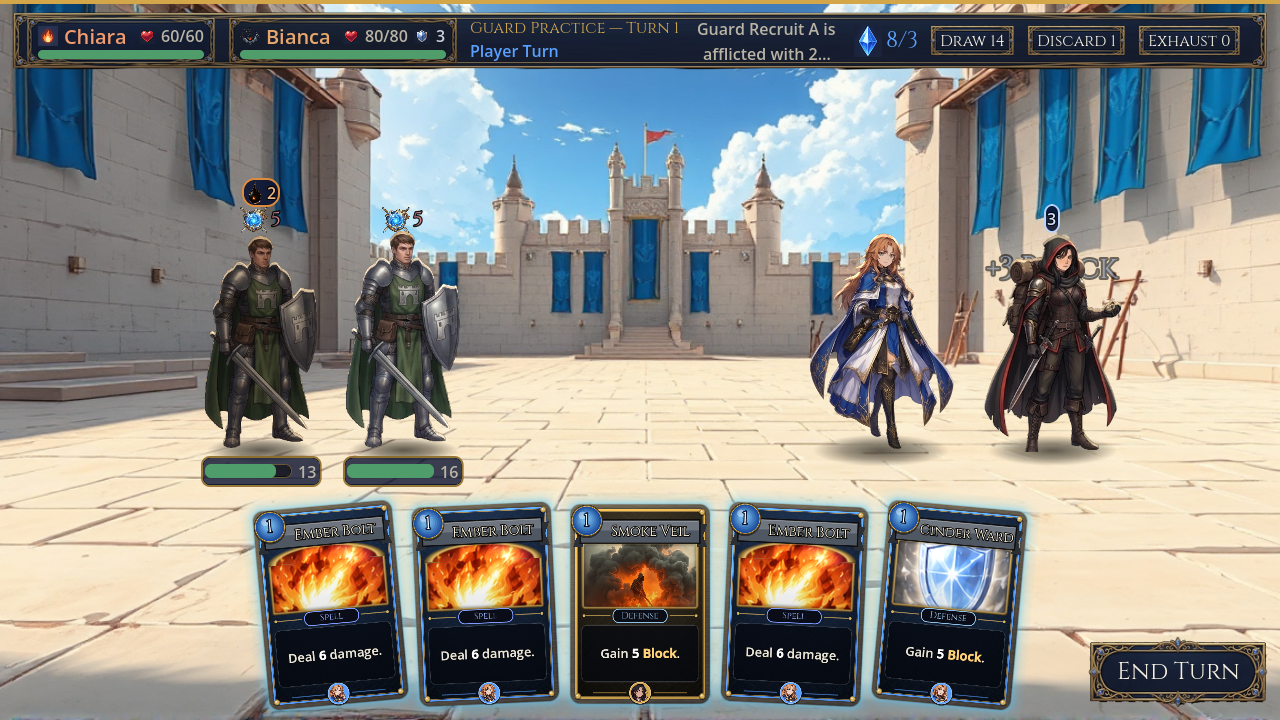 Chiara 60/60
Bianca 80/80 3
GUARD PRACTICE — TURN 1
Player Turn
Guard Recruit A is
afflicted with 2...
8/3
DRAW 14
DISCARD 1
EXHAUST 0
2
5
5
3
13
16
1
EMBER BOLT
SPELL
Deal 6 damage.
1
EMBER BOLT
SPELL
Deal 6 damage.
1
SMOKE VEIL
DEFENSE
Gain 5 Block.
1
EMBER BOLT
SPELL
Deal 6 damage.
1
CINDER WARD
DEFENSE
Gain 5 Block.
END TURN